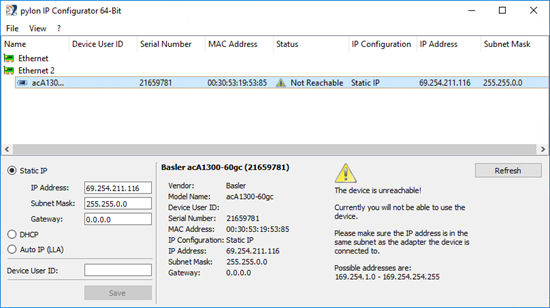 pylon IP Configurator 64-Bit
File View ?
Name Device User ID Serial Number MAC Address Status IP Configuration IP Address Subnet Mask
Ethernet
Ethernet 2
acA130... 21659781 00:30:53:19:53:85 Not Reachable Static IP 69.254.211.116 255.255.0.0
Static IP
IP Address: 69.254.211.116
Subnet Mask: 255.255.0.0
Gateway: 0.0.0.0
DHCP
Auto IP (LLA)
Device User ID:
Save
Basler acA1300-60gc (21659781)
Vendor: Basler
Model Name: acA1300-60gc
Device User ID:
Serial Number: 21659781
MAC Address: 00:30:53:19:53:85
IP Configuration: Static IP
IP Address: 69.254.211.116
Subnet Mask: 255.255.0.0
Gateway: 0.0.0.0
The device is unreachable!
Currently you will not be able to use the
device.
Please make sure the IP address is in the
same subnet as the adapter the device is
connected to.
Possible addresses are:
169.254.1.0 - 169.254.254.255
Refresh